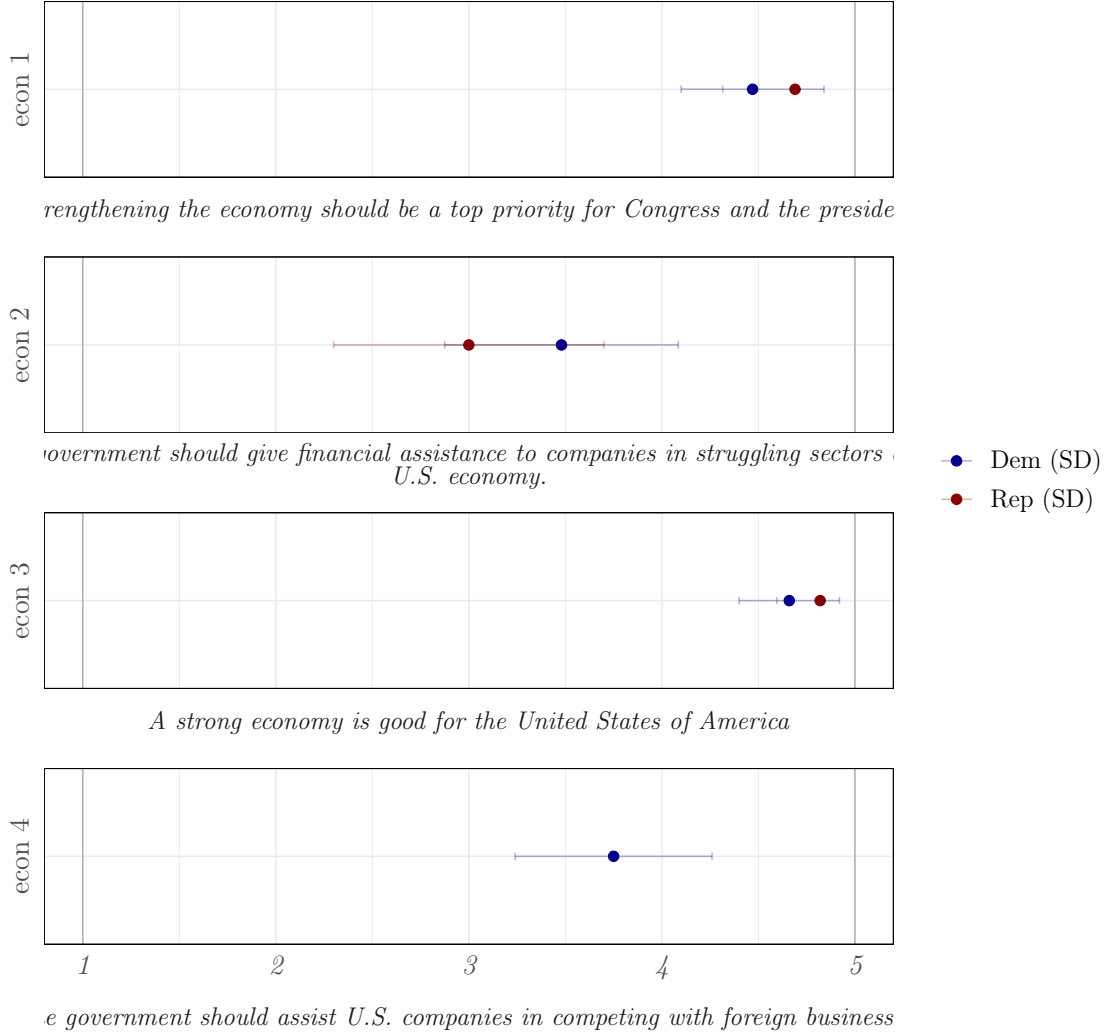 econ 1
rengthening the economy should be a top priority for Congress and the preside
econ 2
overnment should give financial assistance to companies in struggling sectors
U.S. economy.
Dem (SD)
Rep (SD)
econ 3
A strong economy is good for the United States of America
econ 4
1 2 3 4 5
e government should assist U.S. companies in competing with foreign business